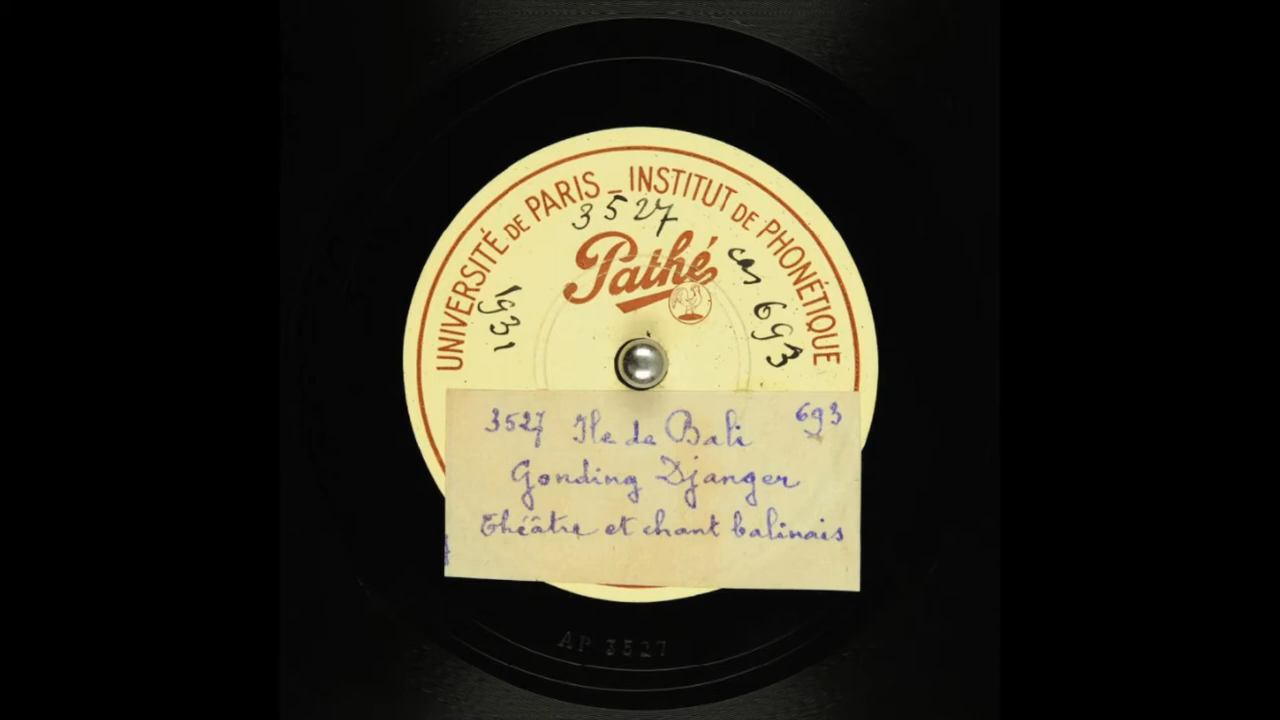 UNIVERSITÉ DE PARIS _ INSTITUT DE PHONÉTIQUE
3527
Pathé
1931
cas 693
3527 Ile de Bali 693
Gonding Djanger
théâtre et chant balinais
AP 3527